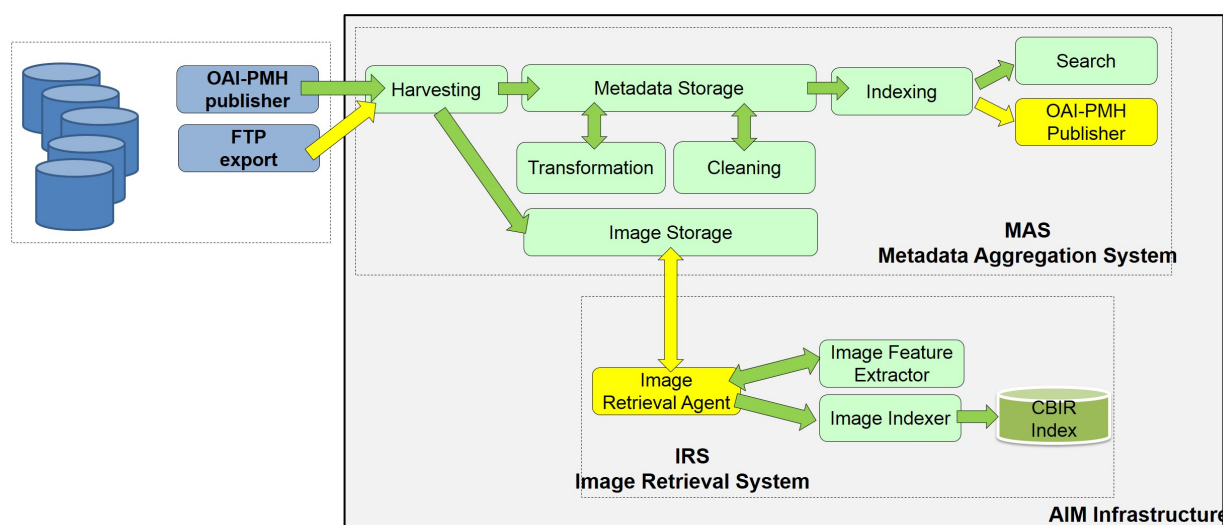 OAI-PMH
publisher
FTP
export
Harvesting
Metadata Storage
Indexing
Search
OAI-PMH
Publisher
Transformation
Cleaning
Image Storage
MAS
Metadada Aggregation System
Image
Retrieval Agent
Image Feature
Extractor
Image Indexer
CBIR
Index
IRS
Image Retrieval System
AIM Infrastructure